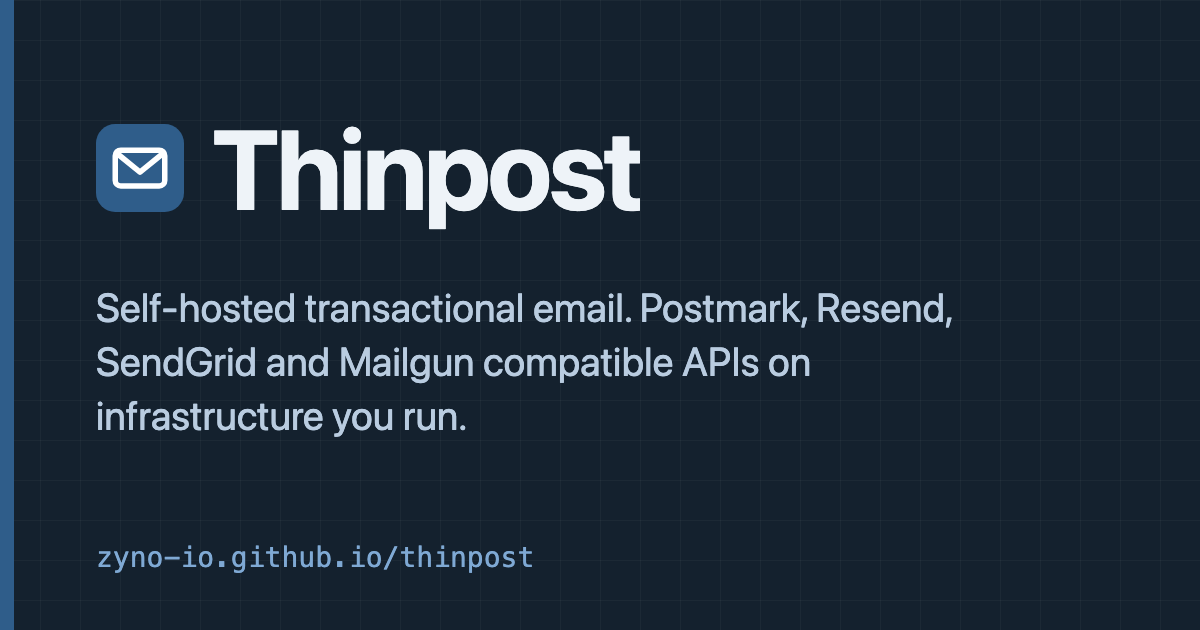 Thinpost
Self-hosted transactional email. Postmark, Resend,
SendGrid and Mailgun compatible APIs on
infrastructure you run.
zyno-io.github.io/thinpost